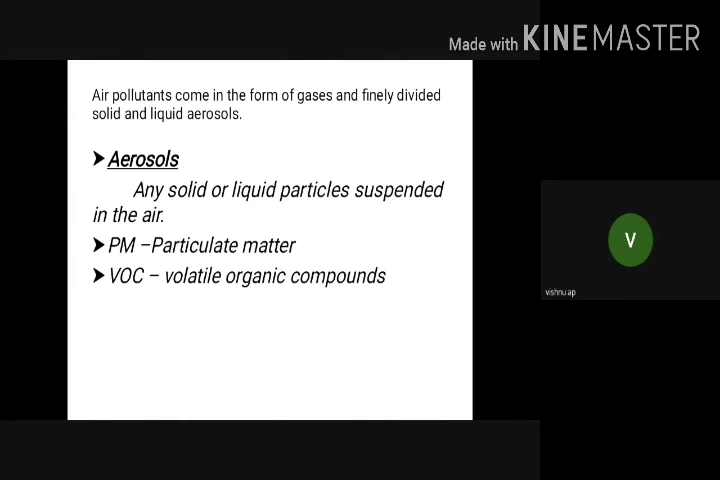 Made with KINEMASTER
Air pollutants come in the form of gases and finely divided
solid and liquid aerosols.
➤Aerosols
Any solid or liquid particles suspended
in the air.
➤PM –Particulate matter
➤VOC – volatile organic compounds
V
vishnu ap